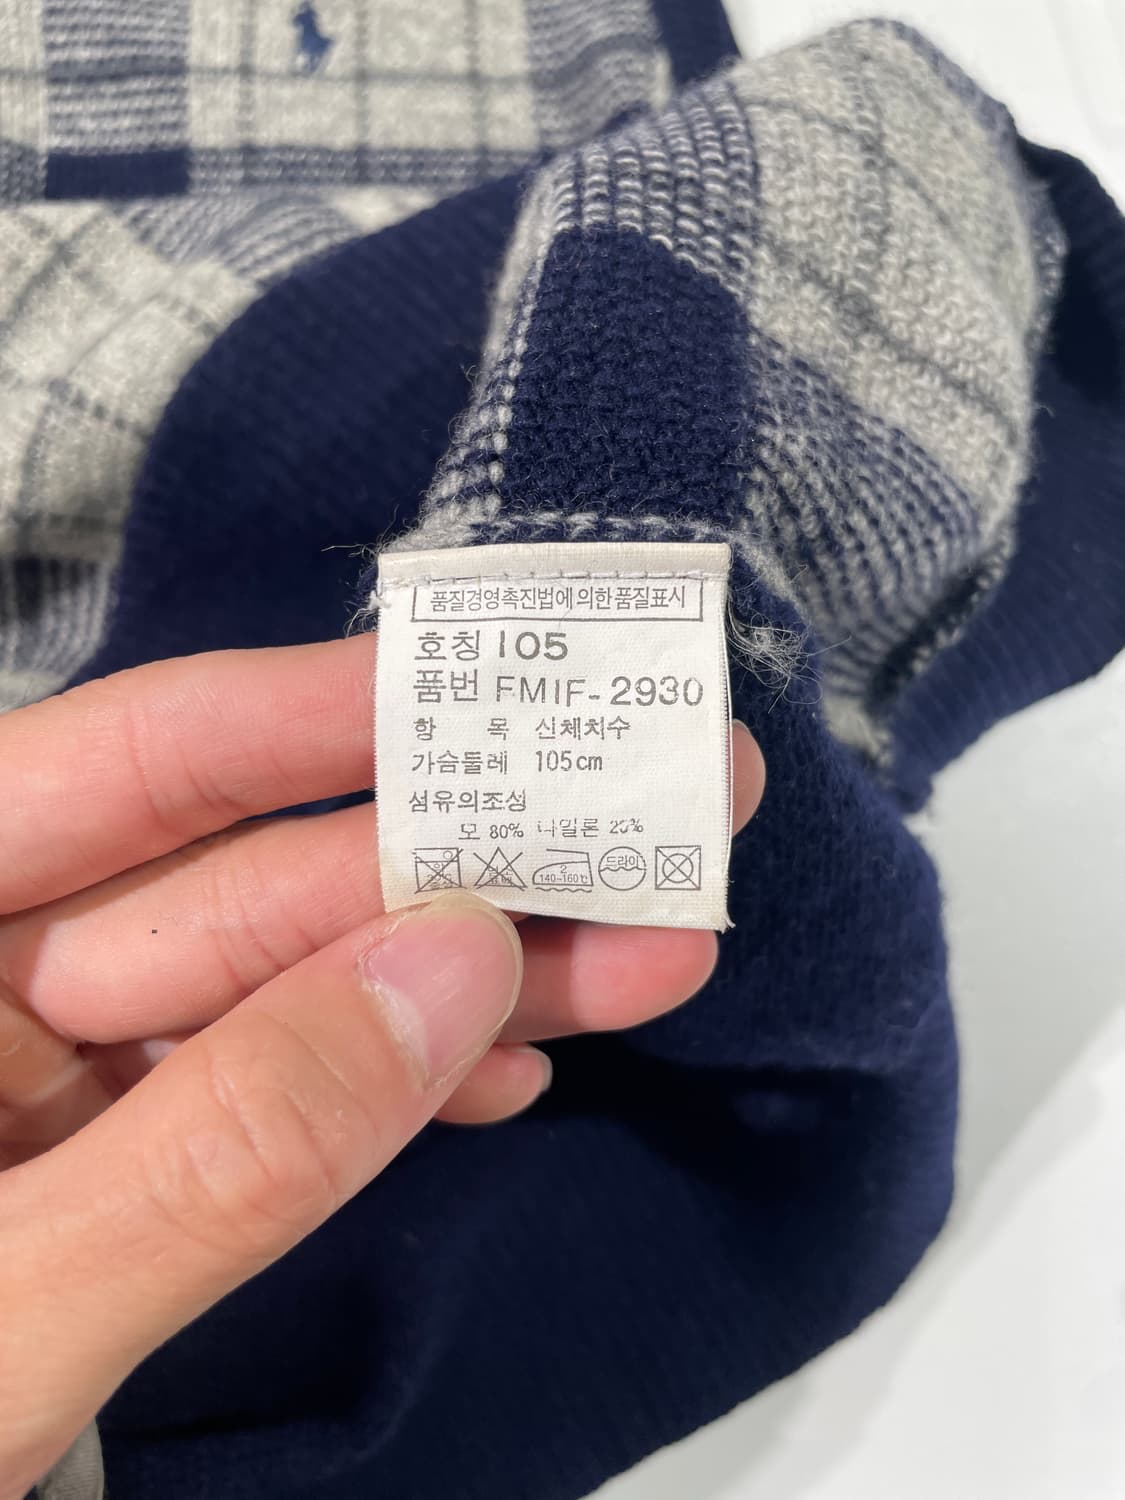 품질경영촉진법에의한품질표시
호칭 105
품번 FMIF-2930
항 목 신체치수
가슴둘레 105cm
섬유의조성
모 80% 나일론 20%
2 140~160℃ 드라이